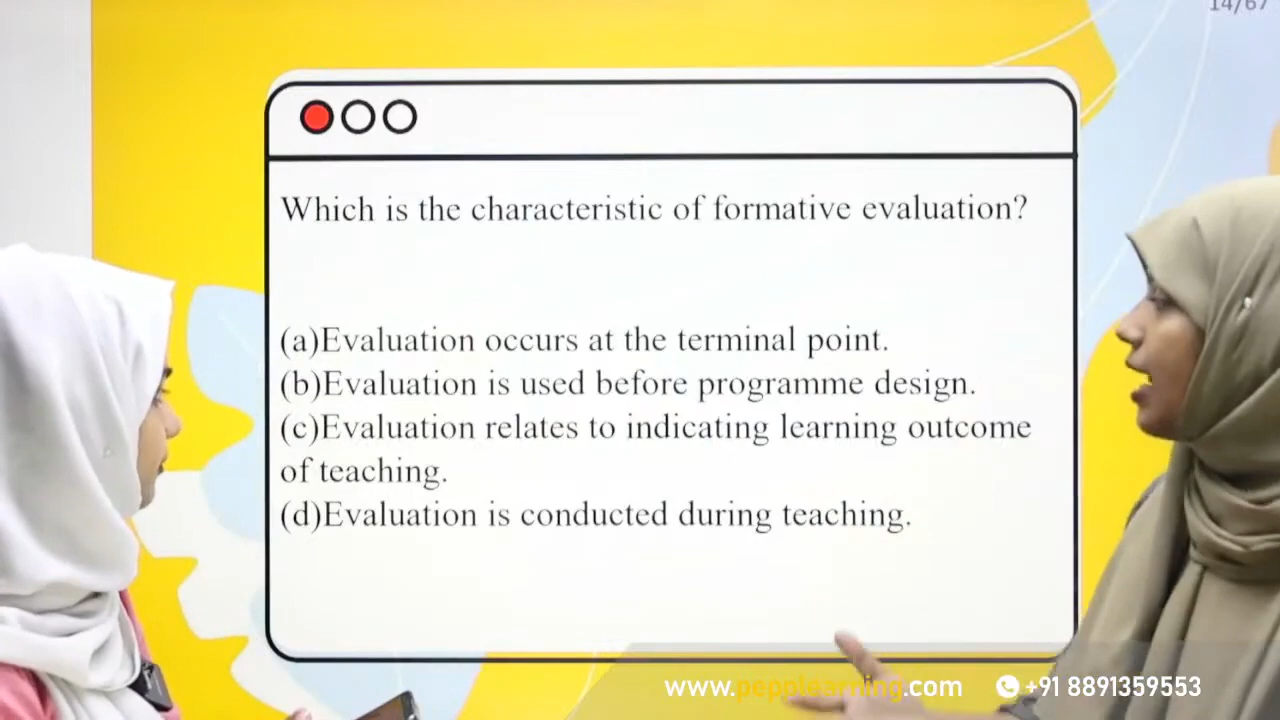 14/67
Which is the characteristic of formative evaluation?
(a)Evaluation occurs at the terminal point.
(b)Evaluation is used before programme design.
(c)Evaluation relates to indicating learning outcome
of teaching.
(d)Evaluation is conducted during teaching.
www.pepplearning.com
+91 8891359553